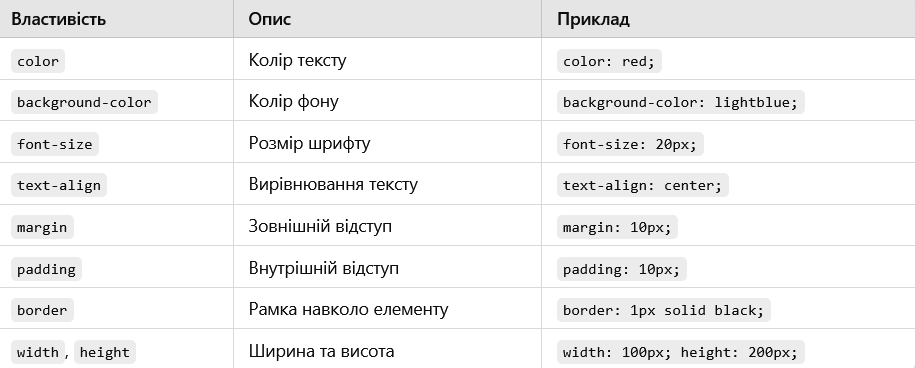 Властивість Опис Приклад
color Колір тексту color: red;
background-color Колір фону background-color: lightblue;
font-size Розмір шрифту font-size: 20px;
text-align Вирівнювання тексту text-align: center;
margin Зовнішній відступ margin: 10px;
padding Внутрішній відступ padding: 10px;
border Рамка навколо елементу border: 1px solid black;
width, height Ширина та висота width: 100px; height: 200px;